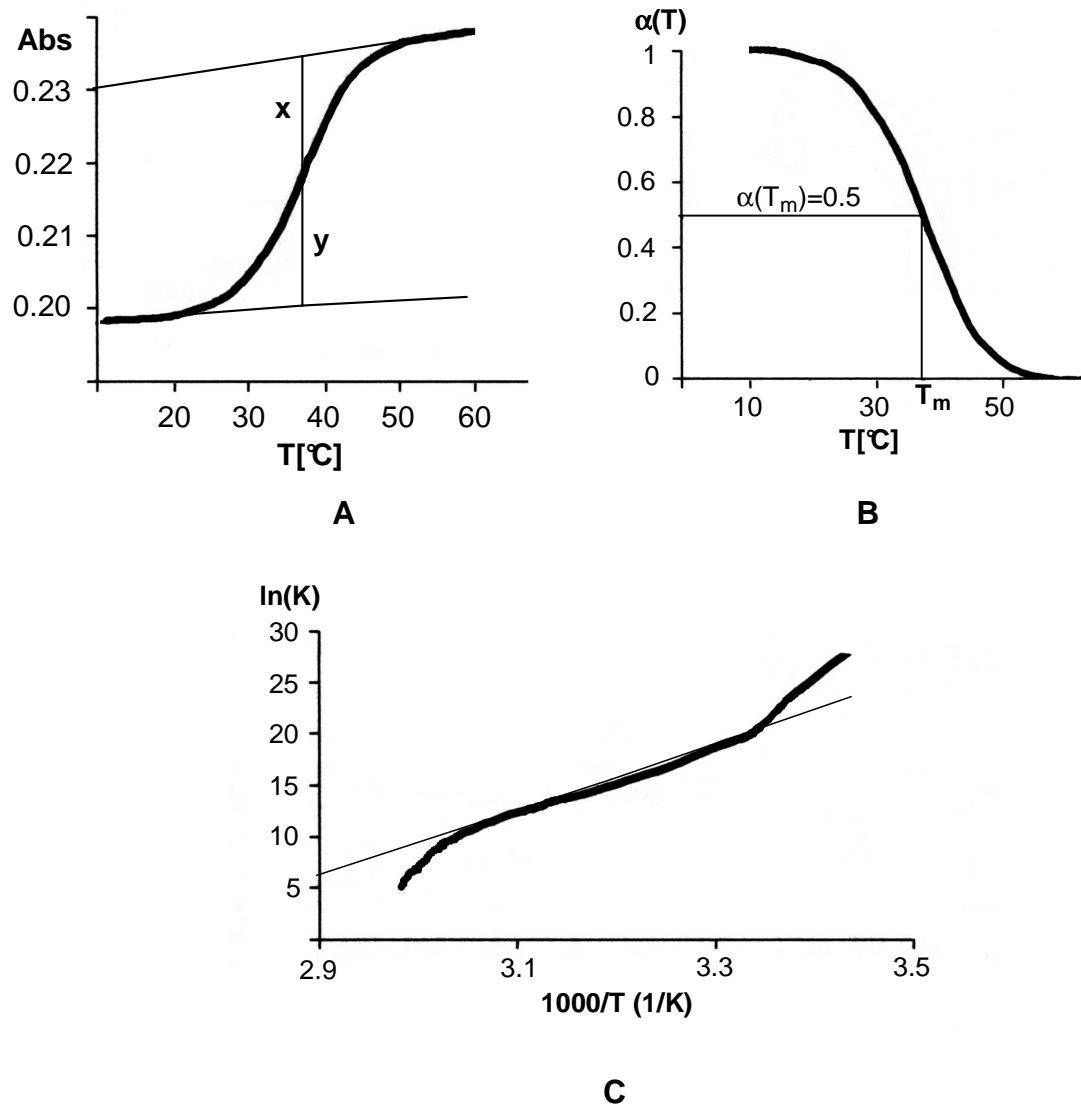 Abs
0.23
0.22
0.21
0.20
x
y
20 30 40 50 60
T[°C]
A
α(T)
1
0.8
0.6
0.4
0.2
0
α(Tm)=0.5
10 30 Tm 50
T[°C]
B
ln(K)
30
25
20
15
10
5
2.9 3.1 3.3 3.5
1000/T (1/K)
C